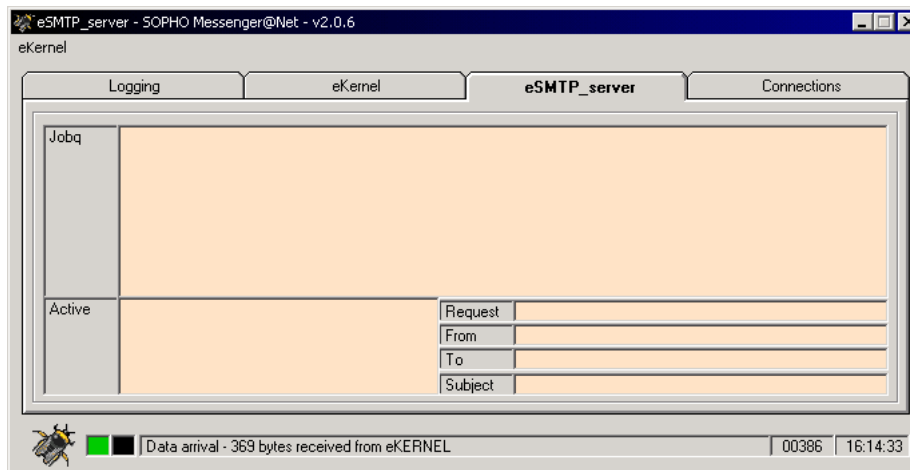 eSMTP_server - SOPHO Messenger@Net - v2.0.6
eKernel
Logging eKernel eSMTP_server Connections
Jobq
Active
Request
From
To
Subject
Data arrival - 369 bytes received from eKERNEL 00386 16:14:33